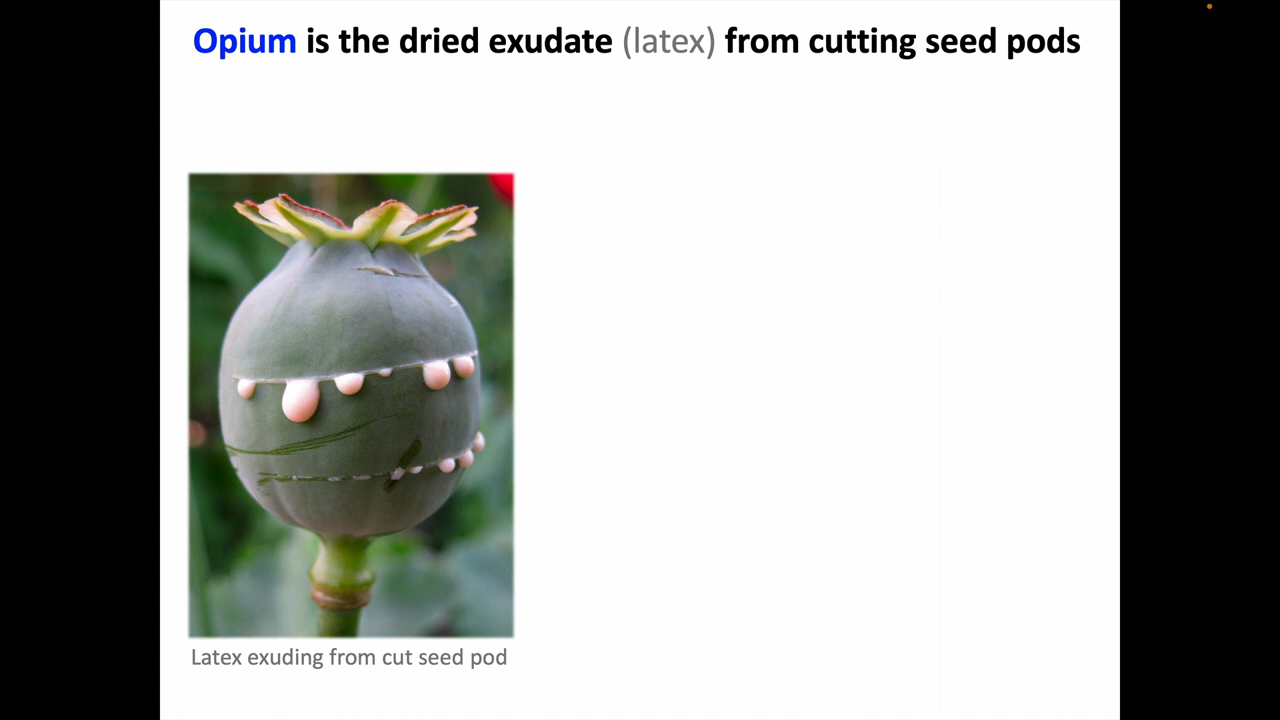 Opium is the dried exudate (latex) from cutting seed pods
Latex exuding from cut seed pod